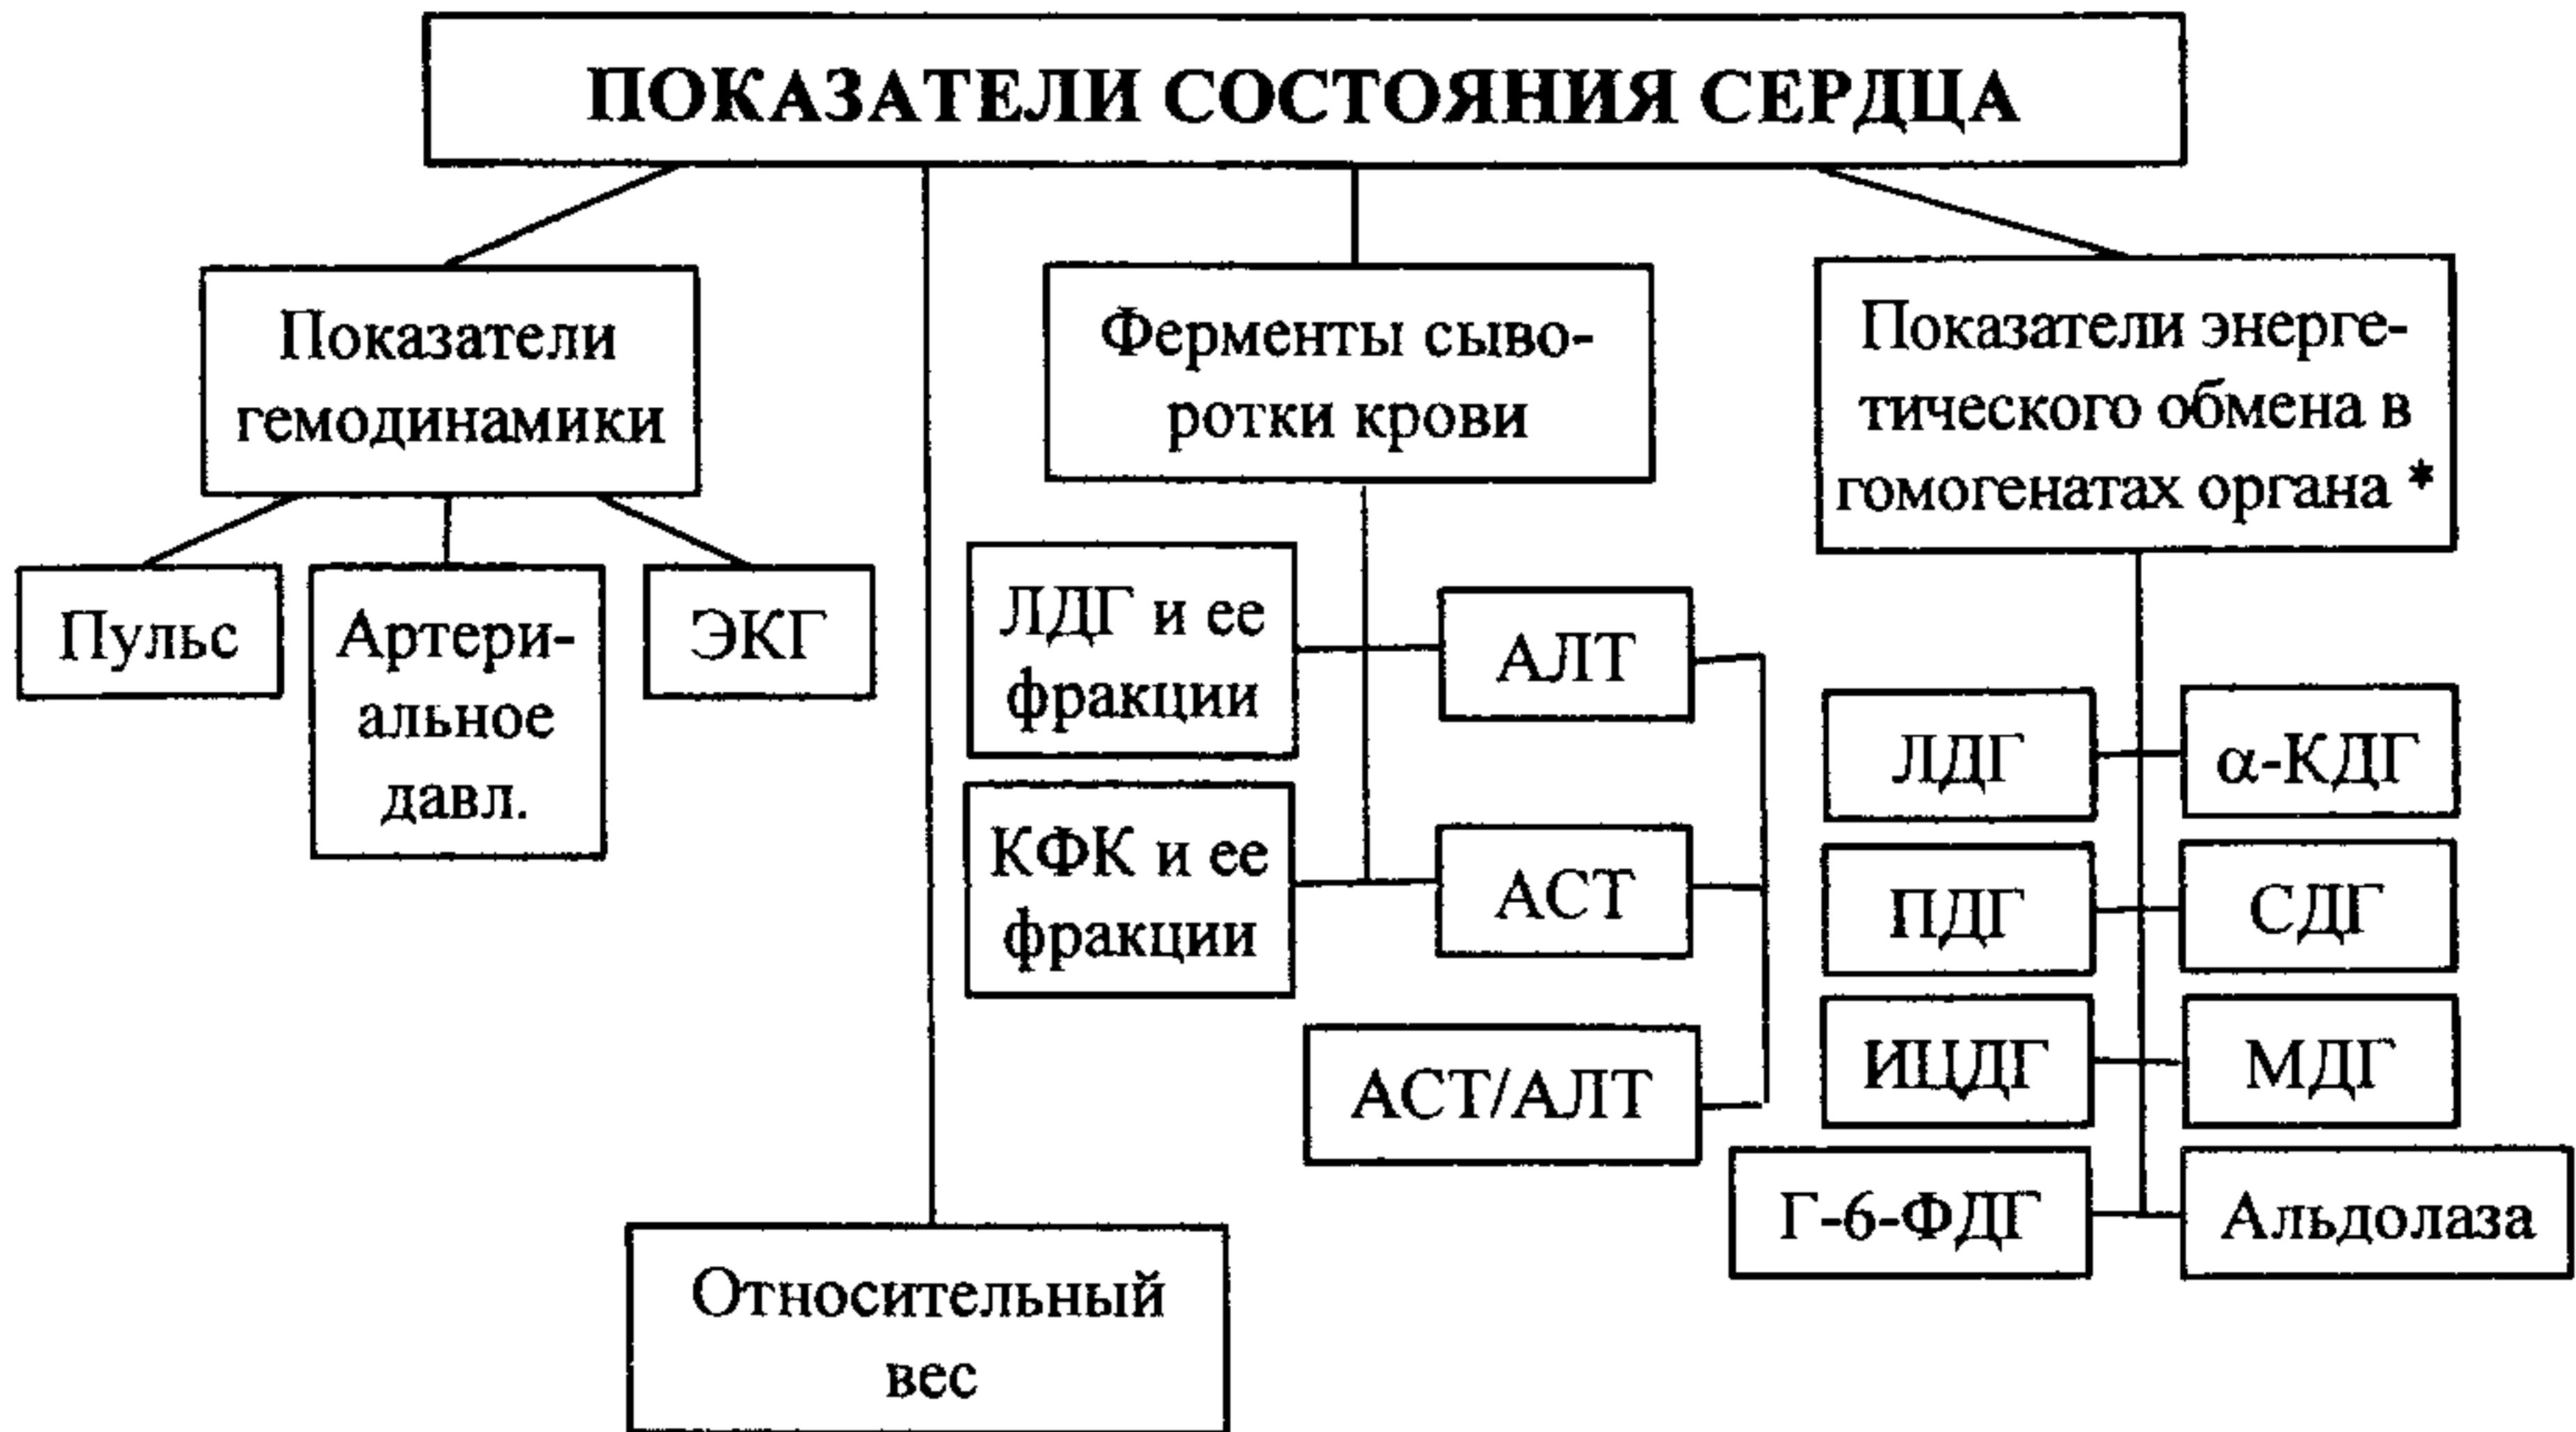 ПОКАЗАТЕЛИ СОСТОЯНИЯ СЕРДЦА
Показатели
гемодинамики
Пульс
Артери-
альное
давл.
ЭКГ
Относительный
вес
Ферменты сыво-
ротки крови
ЛДГ и ее
фракции
АЛТ
КФК и ее
фракции
АСТ
АСТ/АЛТ
Показатели энерге-
тического обмена в
гомогенатах органа *
ЛДГ
α-КДГ
ПДГ
СДГ
ИЦДГ
МДГ
Г-6-ФДГ
Альдолаза